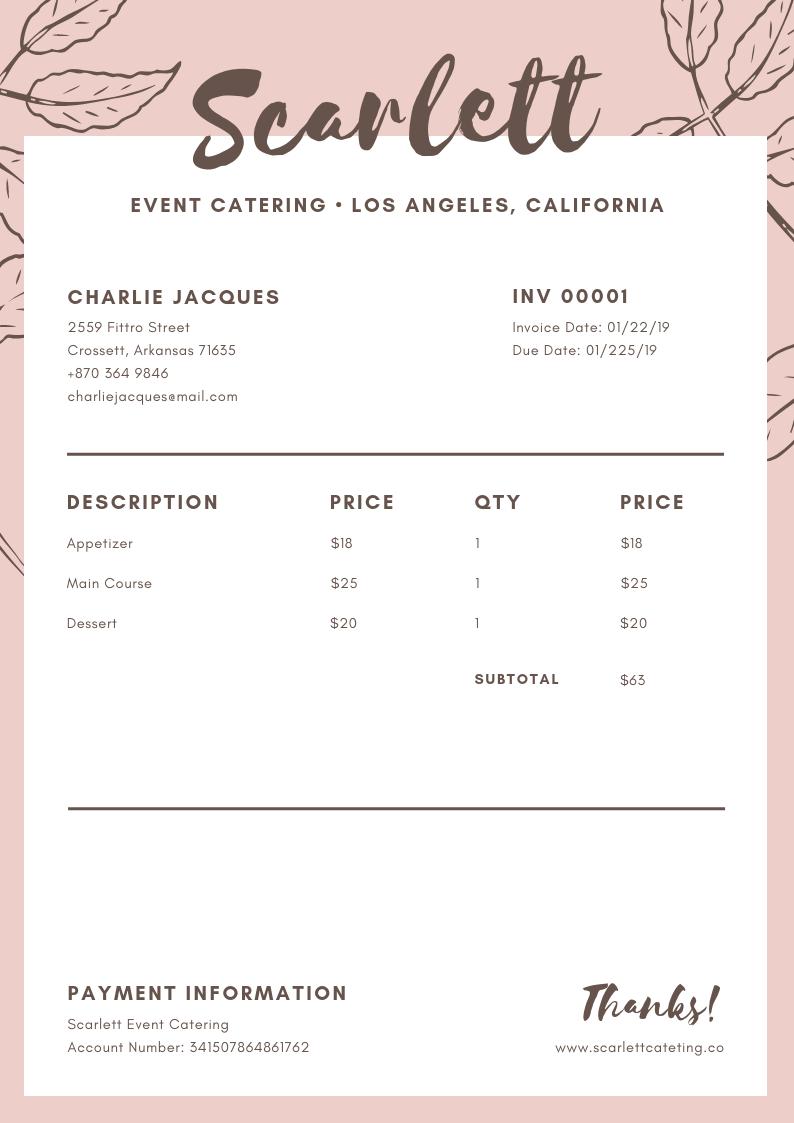 Scarlett
EVENT CATERING • LOS ANGELES, CALIFORNIA
CHARLIE JACQUES
2559 Fittro Street
Crossett, Arkansas 71635
+870 364 9846
charliejacques@mail.com
INV 00001
Invoice Date: 01/22/19
Due Date: 01/225/19
DESCRIPTION PRICE QTY PRICE
Appetizer $18 1 $18
Main Course $25 1 $25
Dessert $20 1 $20
SUBTOTAL $63
PAYMENT INFORMATION
Scarlett Event Catering
Account Number: 341507864861762
Thanks!
www.scarlettcateting.co